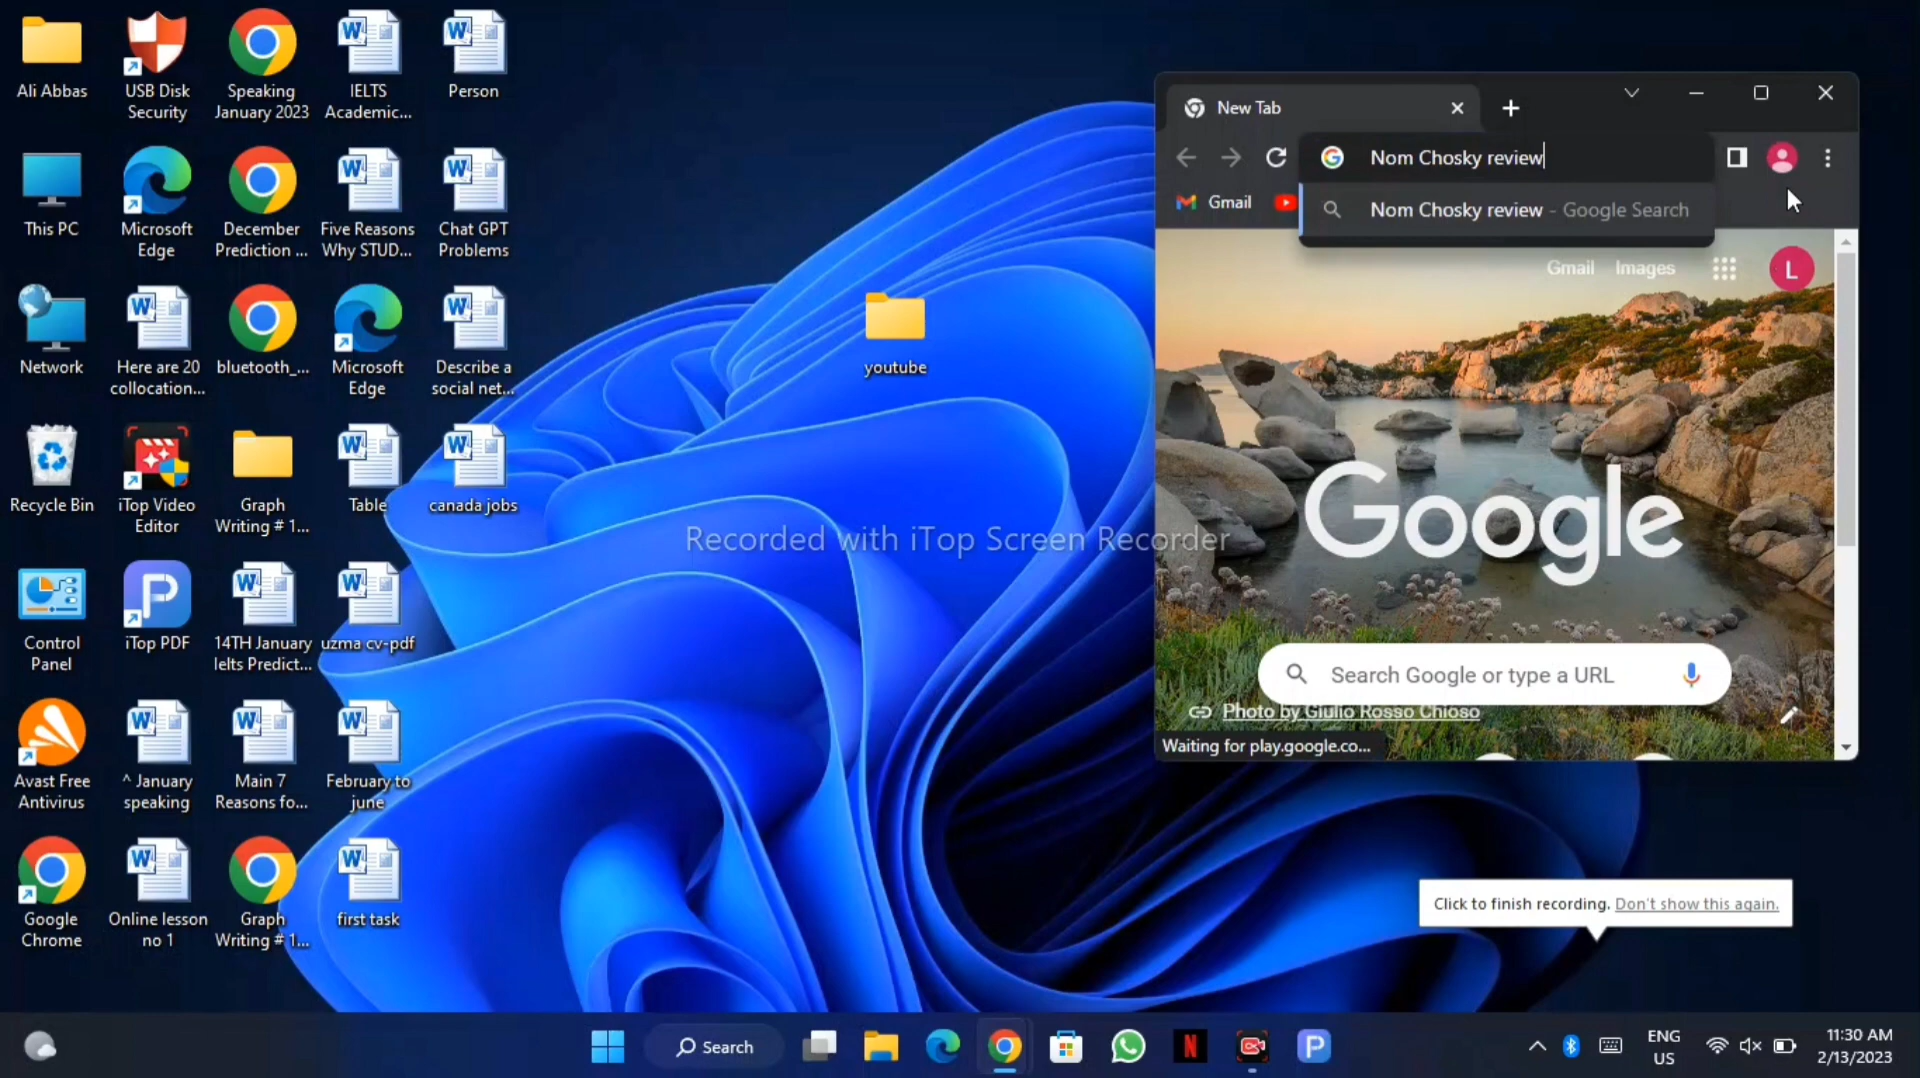 Ali Abbas
USB Disk
Security
Speaking
January 2023
IELTS
Academic...
Person
This PC
Microsoft
Edge
December
Prediction ...
Five Reasons
Why STUD...
Chat GPT
Problems
Network
Here are 20
collocation...
bluetooth_...
Microsoft
Edge
Describe a
social net...
Recycle Bin
iTop Video
Editor
Graph
Writing # 1...
Table
canada jobs
Control
Panel
iTop PDF
14TH January
Ielts Predict...
uzma cv-pdf
Avast Free
Antivirus
^ January
speaking
Main 7
Reasons fo...
February to
june
Google
Chrome
Online lesson
no 1
Graph
Writing # 1...
first task
youtube
Recorded with iTop Screen Recorder
New Tab
Nom Chosky review
Gmail
Nom Chosky review - Google Search
Gmail Images
L
Google
Search Google or type a URL
Photo by Giulio Rosso Chioso
Waiting for play.google.co...
Click to finish recording. Don't show this again.
Search
ENG
US
11:30 AM
2/13/2023